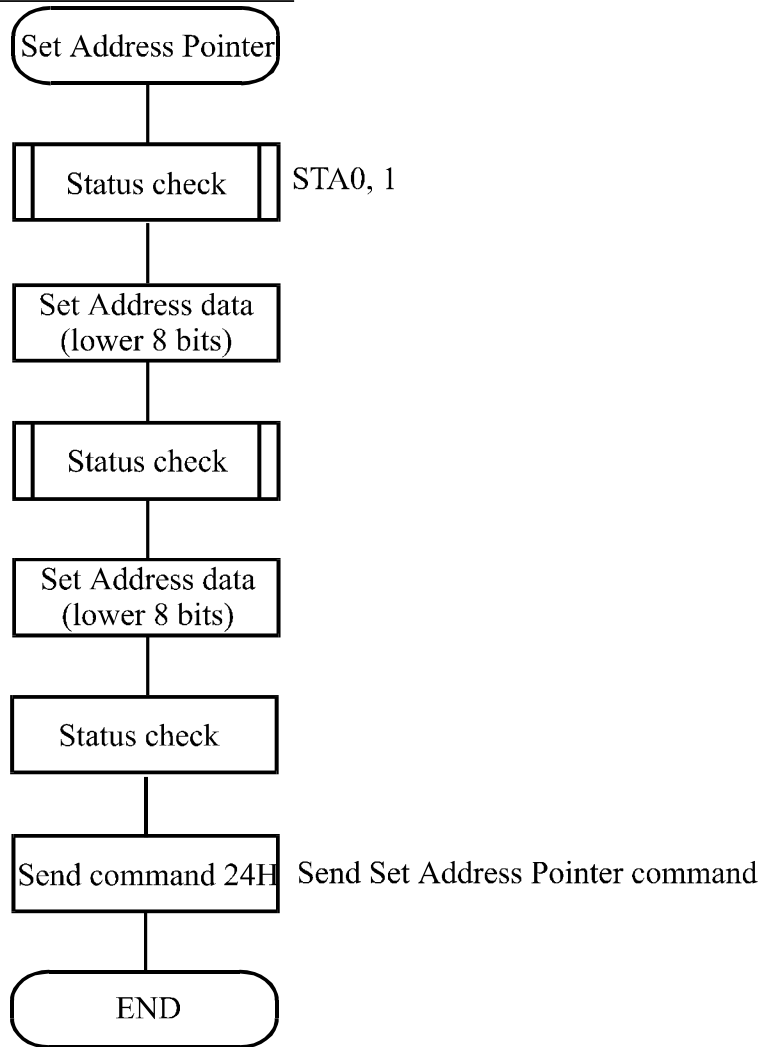 Set Address Pointer
Status check
STA0, 1
Set Address data
(lower 8 bits)
Status check
Set Address data
(lower 8 bits)
Status check
Send command 24H
Send Set Address Pointer command
END